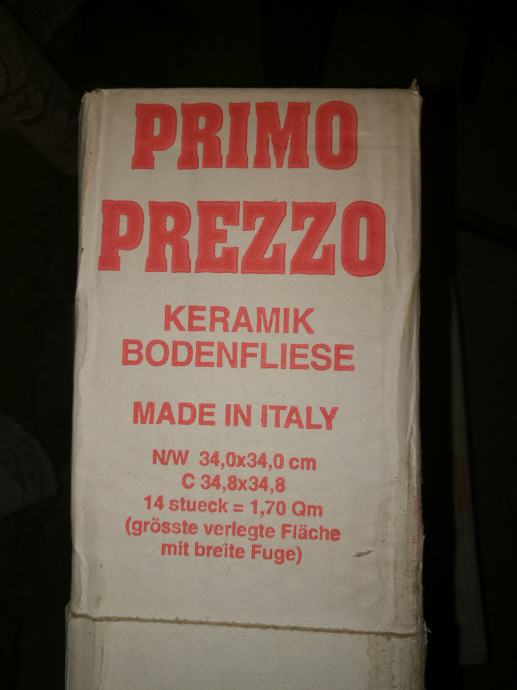 PRIMO
PREZZO
KERAMIK
BODENFLIESE
MADE IN ITALY
N/W 34,0x34,0 cm
C 34,8x34,8
14 stueck = 1,70 Qm
(grösste verlegte Fläche
mit breite Fuge)